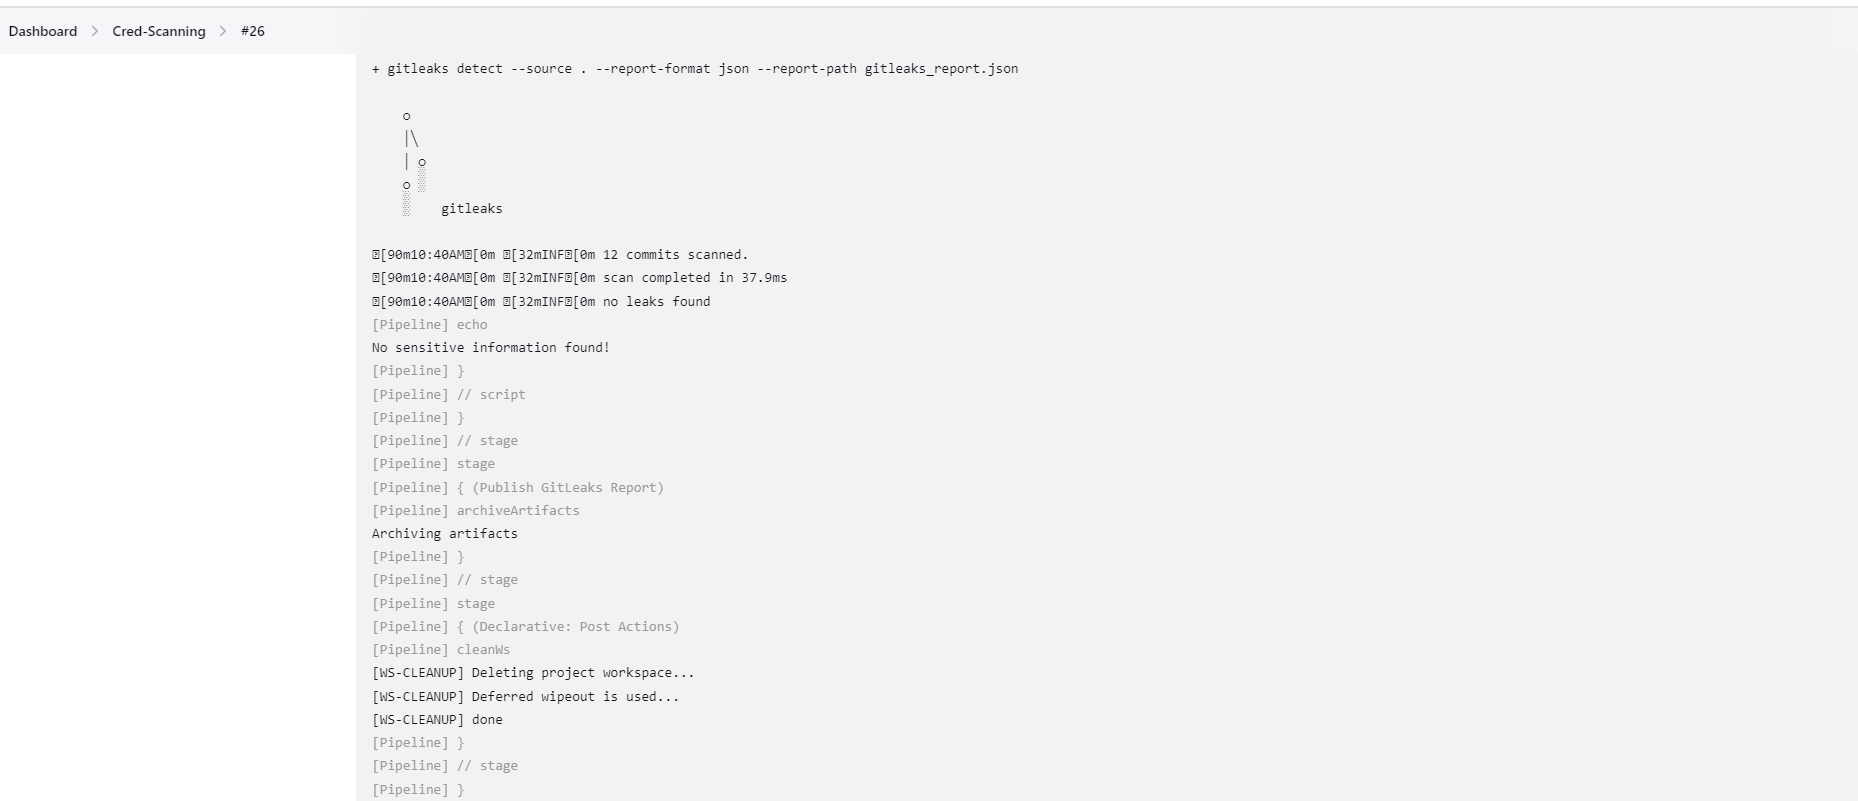 Dashboard > Cred-Scanning > #26
+ gitleaks detect --source . --report-format json --report-path gitleaks_report.json
    ○
    │╲
    │ ○
    ○ ░
    ░    gitleaks
�[90m10:40AM�[0m �[32mINF�[0m 12 commits scanned.
�[90m10:40AM�[0m �[32mINF�[0m scan completed in 37.9ms
�[90m10:40AM�[0m �[32mINF�[0m no leaks found
[Pipeline] echo
No sensitive information found!
[Pipeline] }
[Pipeline] // script
[Pipeline] }
[Pipeline] // stage
[Pipeline] stage
[Pipeline] { (Publish GitLeaks Report)
[Pipeline] archiveArtifacts
Archiving artifacts
[Pipeline] }
[Pipeline] // stage
[Pipeline] stage
[Pipeline] { (Declarative: Post Actions)
[Pipeline] cleanWs
[WS-CLEANUP] Deleting project workspace...
[WS-CLEANUP] Deferred wipeout is used...
[WS-CLEANUP] done
[Pipeline] }
[Pipeline] // stage
[Pipeline] }